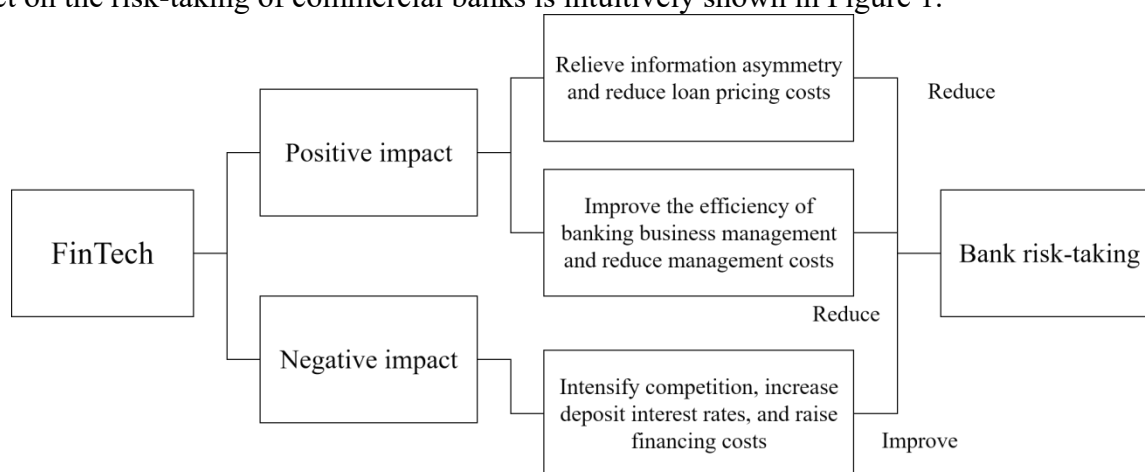 et on the risk-taking of commercial banks is intuitively shown in Figure 1.
Relieve information asymmetry
and reduce loan pricing costs
Reduce
Positive impact
Improve the efficiency of
banking business management
and reduce management costs
FinTech
Bank risk-taking
Reduce
Negative impact
Intensify competition, increase
deposit interest rates, and raise
financing costs
Improve